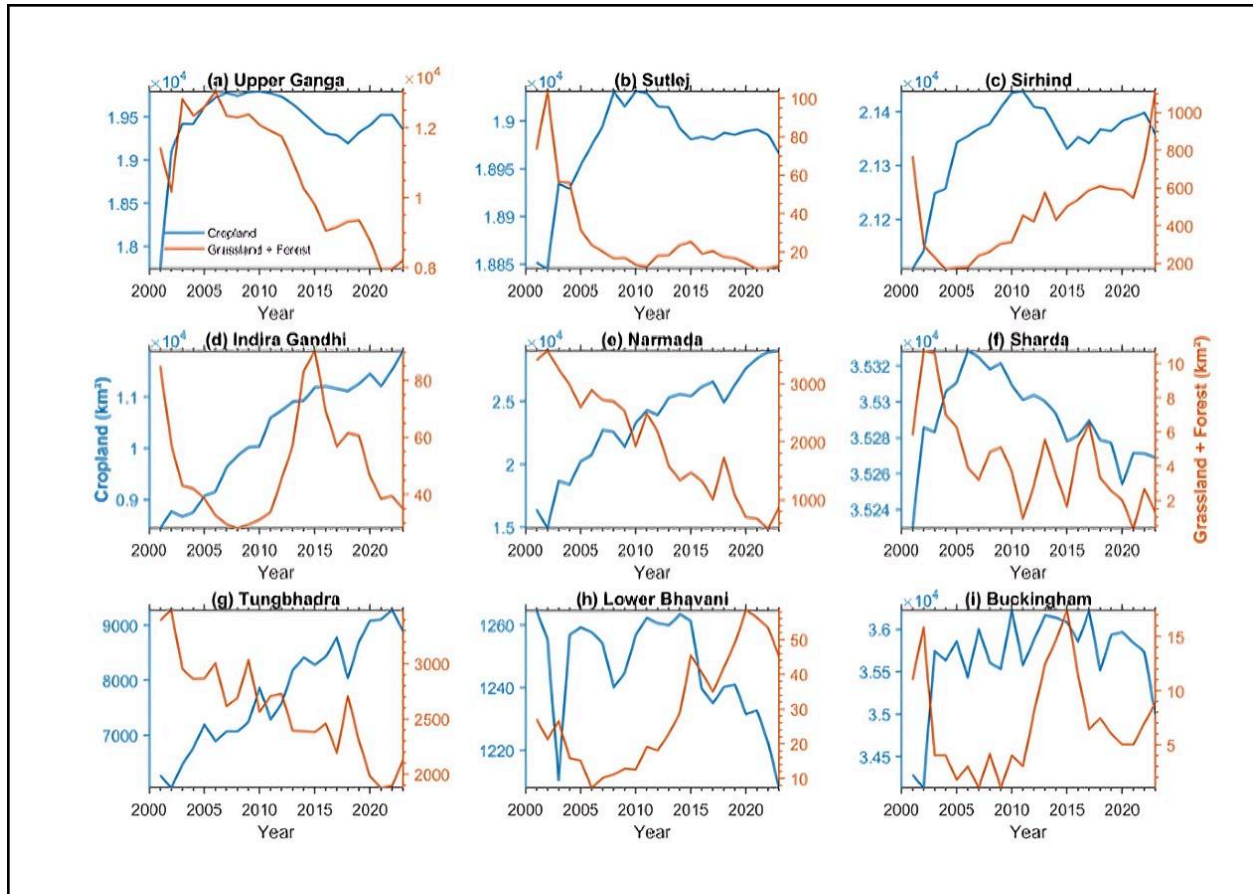 ×10⁴
(a) Upper Ganga
×10⁴
1.95
1.9
1.85
1.8
1.2
1
0.8
Cropland
Grassland + Forest
2000 2005 2010 2015 2020
Year
×10⁴
(b) Sutlej
1.9
1.895
1.89
1.885
100
80
60
40
20
2000 2005 2010 2015 2020
Year
×10⁴
(c) Sirhind
2.14
2.13
2.12
1000
800
600
400
200
2000 2005 2010 2015 2020
Year
Cropland (km²)
×10⁴
(d) Indira Gandhi
1.1
1
0.9
80
60
40
2000 2005 2010 2015 2020
Year
×10⁴
(e) Narmada
2.5
2
1.5
3000
2000
1000
2000 2005 2010 2015 2020
Year
×10⁴
(f) Sharda
3.532
3.53
3.528
3.526
3.524
10
8
6
4
2
2000 2005 2010 2015 2020
Year
Grassland + Forest (km²)
(g) Tungbhadra
9000
8000
7000
3000
2500
2000
2000 2005 2010 2015 2020
Year
(h) Lower Bhavani
1260
1240
1220
50
40
30
20
10
2000 2005 2010 2015 2020
Year
×10⁴
(i) Buckingham
3.6
3.55
3.5
3.45
15
10
5
2000 2005 2010 2015 2020
Year